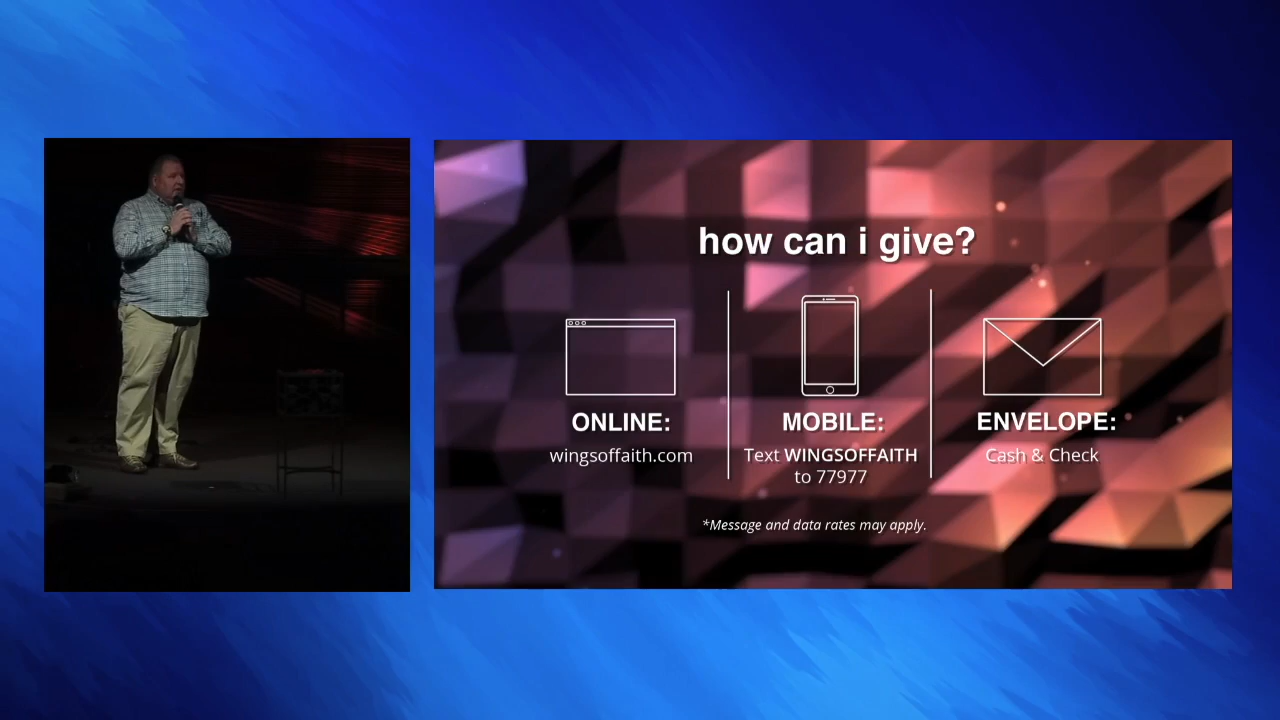 how can i give?
ONLINE:
wingsoffaith.com
MOBILE:
Text WINGSOFFAITH
to 77977
ENVELOPE:
Cash & Check
*Message and data rates may apply.